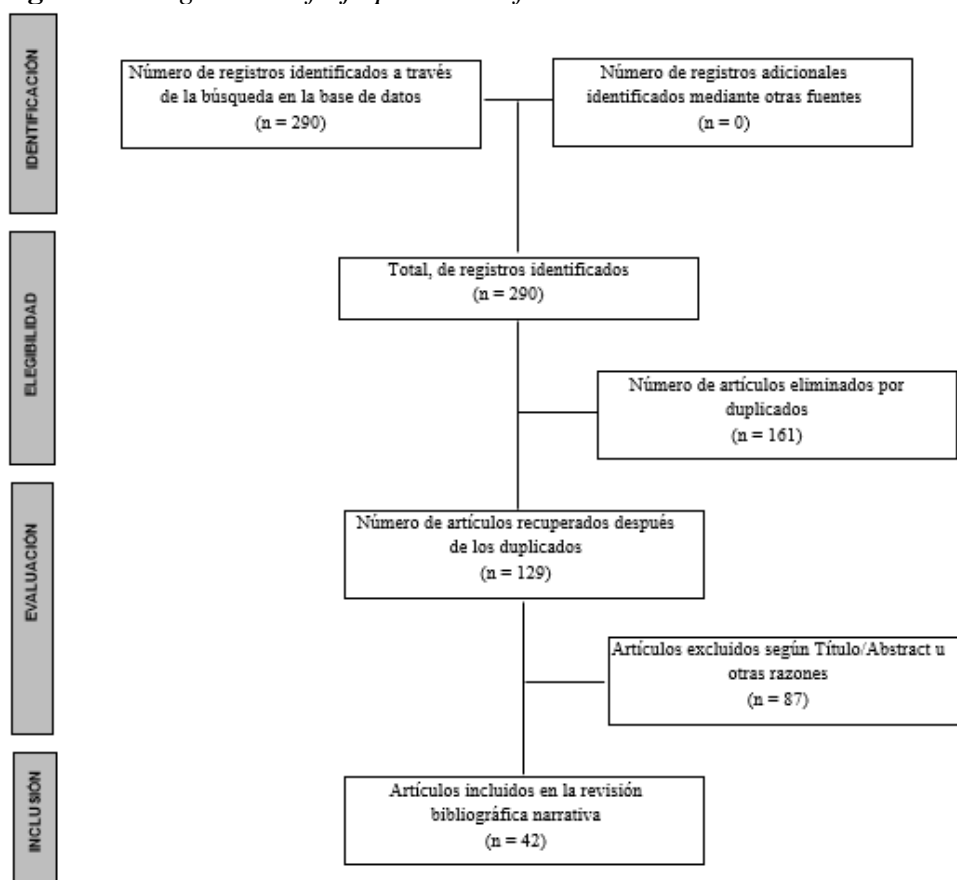 IDENTIFICACIÓN
Número de registros identificados a través
de la búsqueda en la base de datos
(n = 290)
Número de registros adicionales
identificados mediante otras fuentes
(n = 0)
ELEGIBILIDAD
Total, de registros identificados
(n = 290)
Número de artículos eliminados por
duplicados
(n = 161)
EVALUACIÓN
Número de artículos recuperados después
de los duplicados
(n = 129)
Artículos excluidos según Título/Abstract u
otras razones
(n = 87)
INCLUSIÓN
Artículos incluidos en la revisión
bibliográfica narrativa
(n = 42)